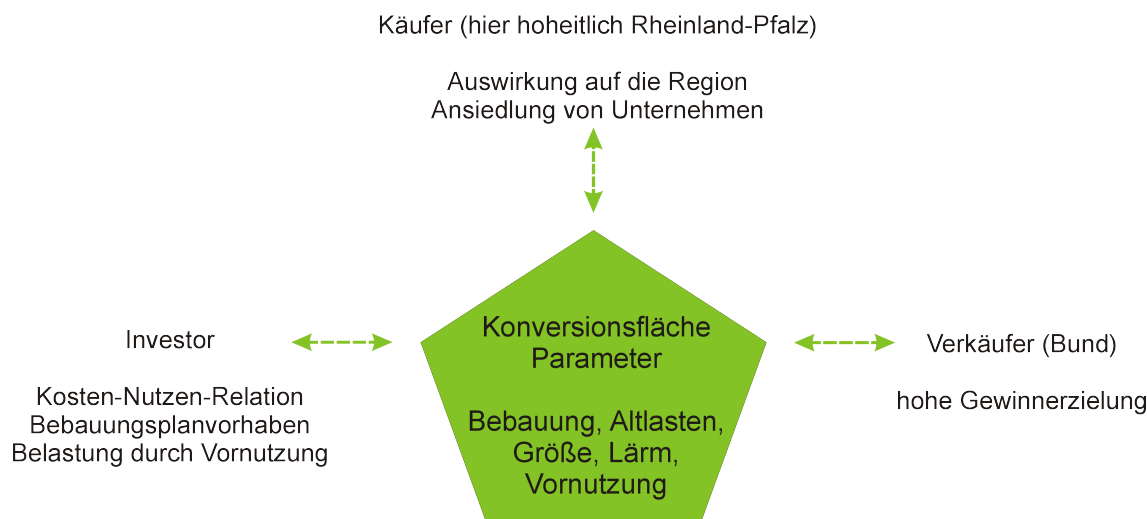 Käufer (hier hoheitlich Rheinland-Pfalz)
Auswirkung auf die Region
Ansiedlung von Unternehmen
Investor
Kosten-Nutzen-Relation
Bebauungsplanvorhaben
Belastung durch Vornutzung
Konversionsfläche
Parameter
Bebauung, Altlasten,
Größe, Lärm,
Vornutzung
Verkäufer (Bund)
hohe Gewinnerzielung